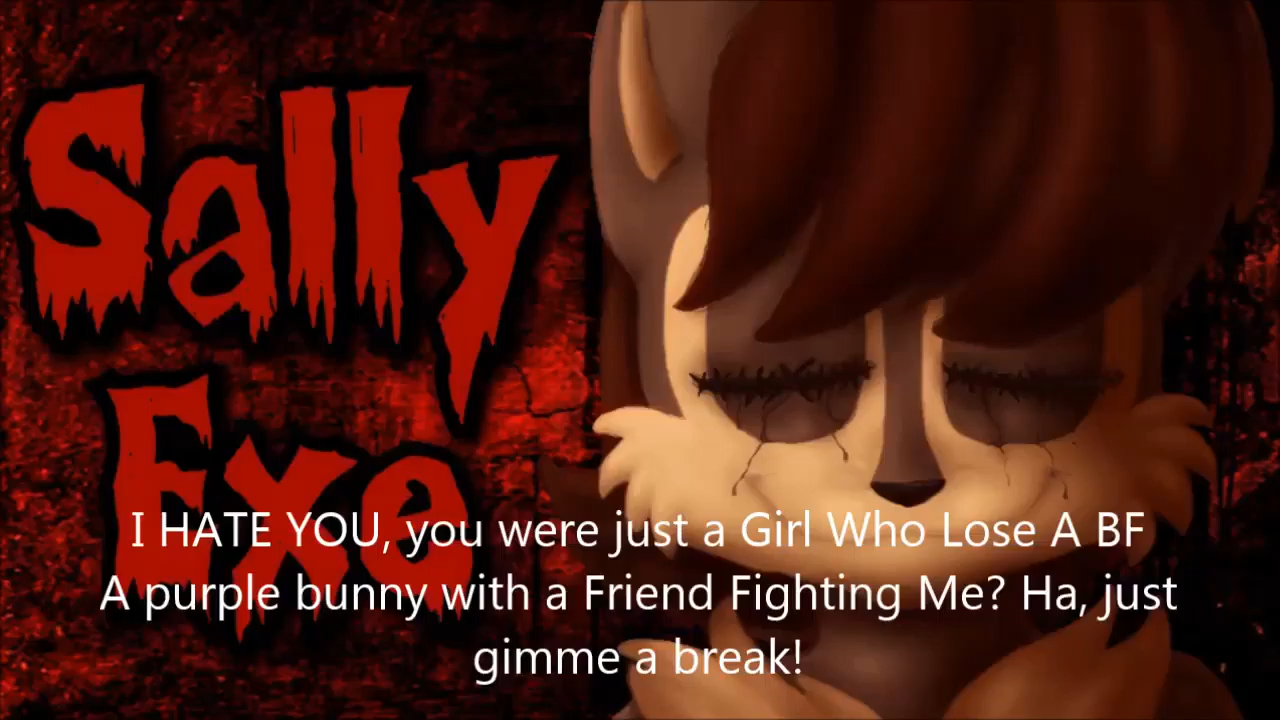 Sally
Exe
I HATE YOU, you were just a Girl Who Lose A BF
A purple bunny with a Friend Fighting Me? Ha, just
gimme a break!